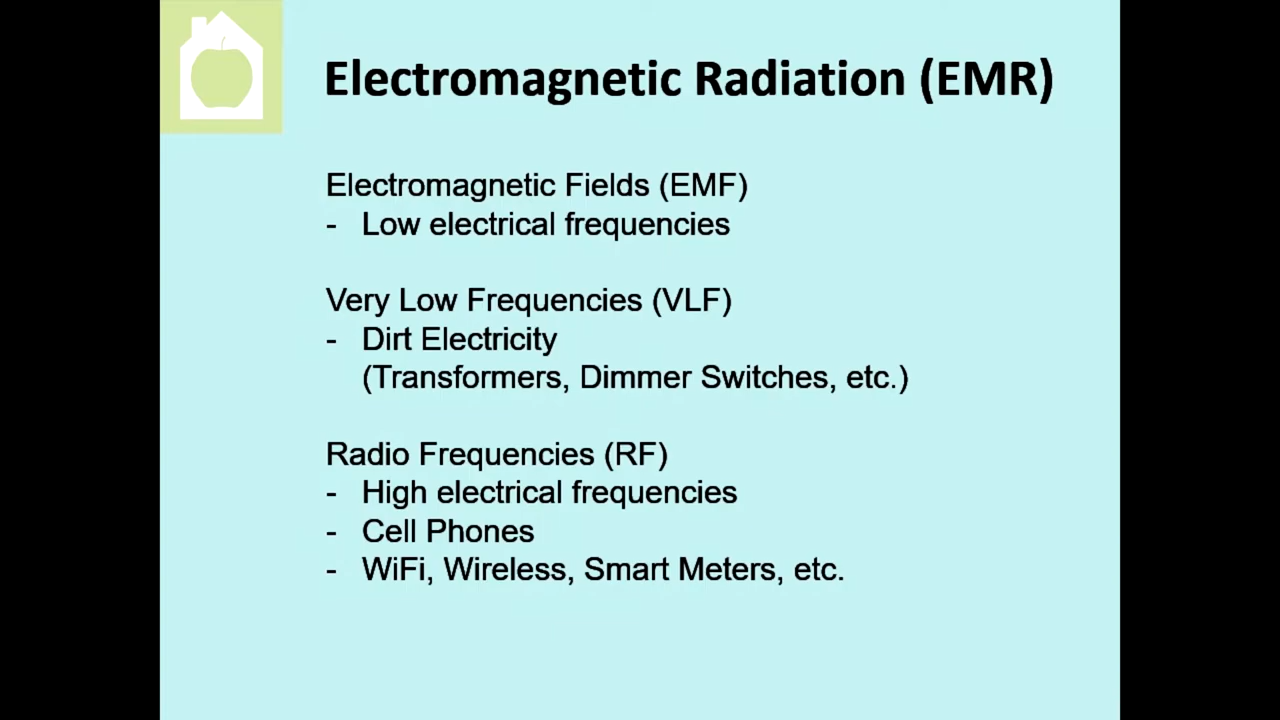 Electromagnetic Radiation (EMR)
Electromagnetic Fields (EMF)
- Low electrical frequencies
Very Low Frequencies (VLF)
- Dirt Electricity
(Transformers, Dimmer Switches, etc.)
Radio Frequencies (RF)
- High electrical frequencies
- Cell Phones
- WiFi, Wireless, Smart Meters, etc.